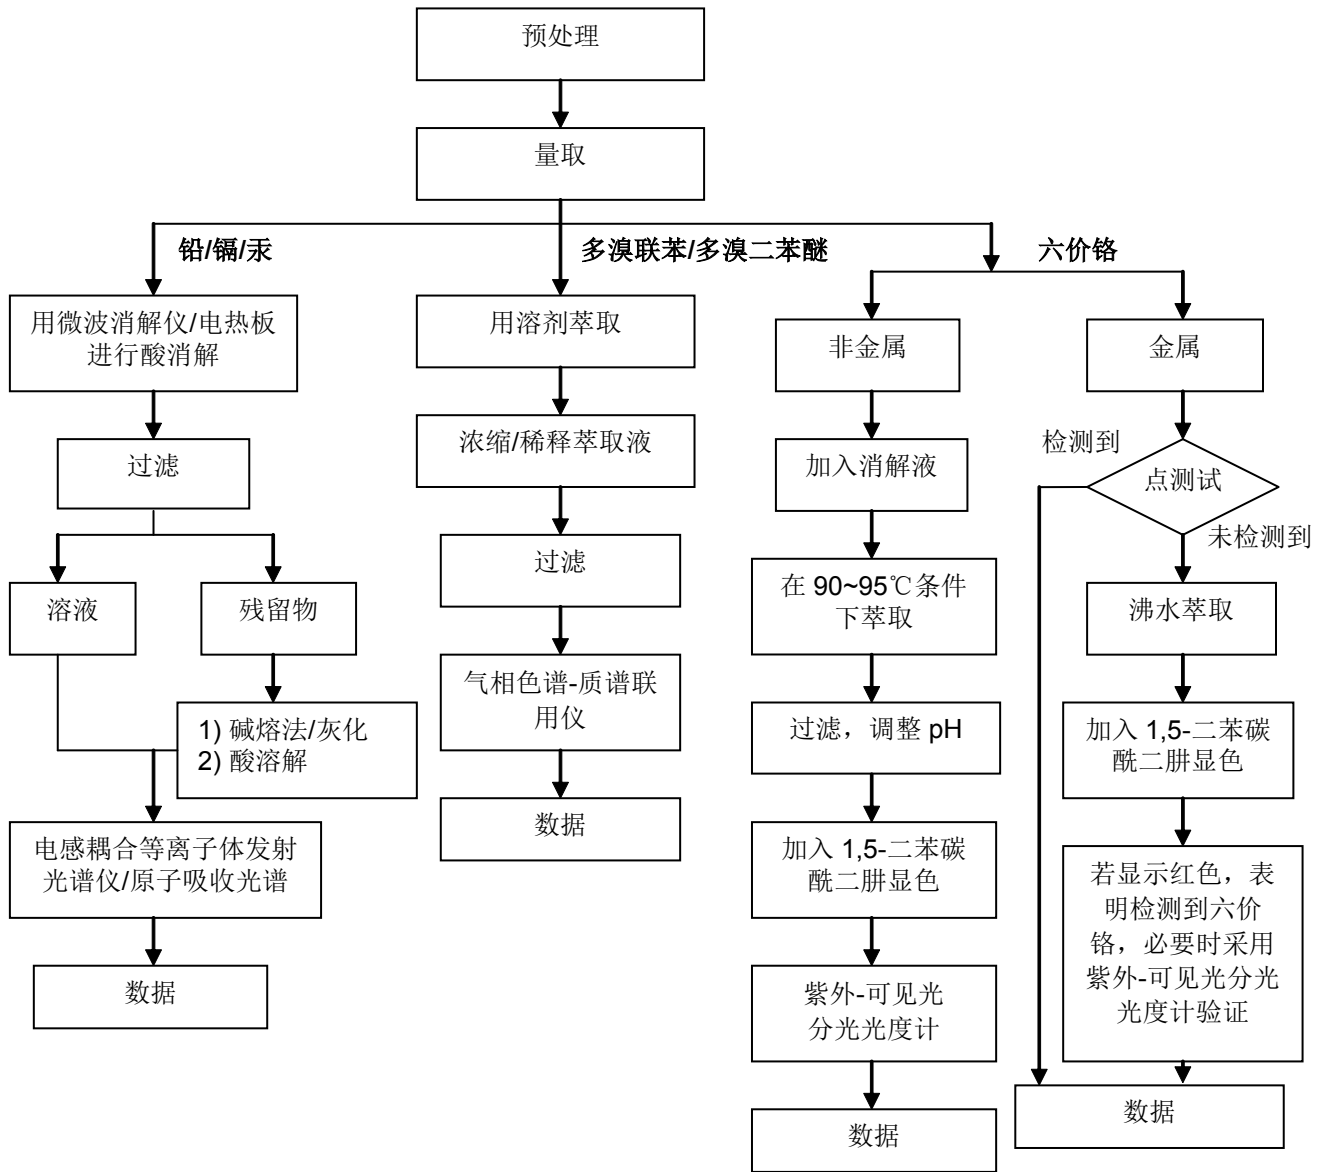 预处理
量取
铅/镉/汞
多溴联苯/多溴二苯醚
六价铬
用微波消解仪/电热板
进行酸消解
过滤
溶液
残留物
1) 碱熔法/灰化
2) 酸溶解
电感耦合等离子体发射
光谱仪/原子吸收光谱
数据
用溶剂萃取
浓缩/稀释萃取液
过滤
气相色谱-质谱联
用仪
数据
非金属
加入消解液
在 90~95℃条件
下萃取
过滤，调整 pH
加入 1,5-二苯碳
酰二肼显色
紫外-可见光
分光光度计
数据
金属
检测到
点测试
未检测到
沸水萃取
加入 1,5-二苯碳
酰二肼显色
若显示红色，表
明检测到六价
铬，必要时采用
紫外-可见光分光
光度计验证
数据